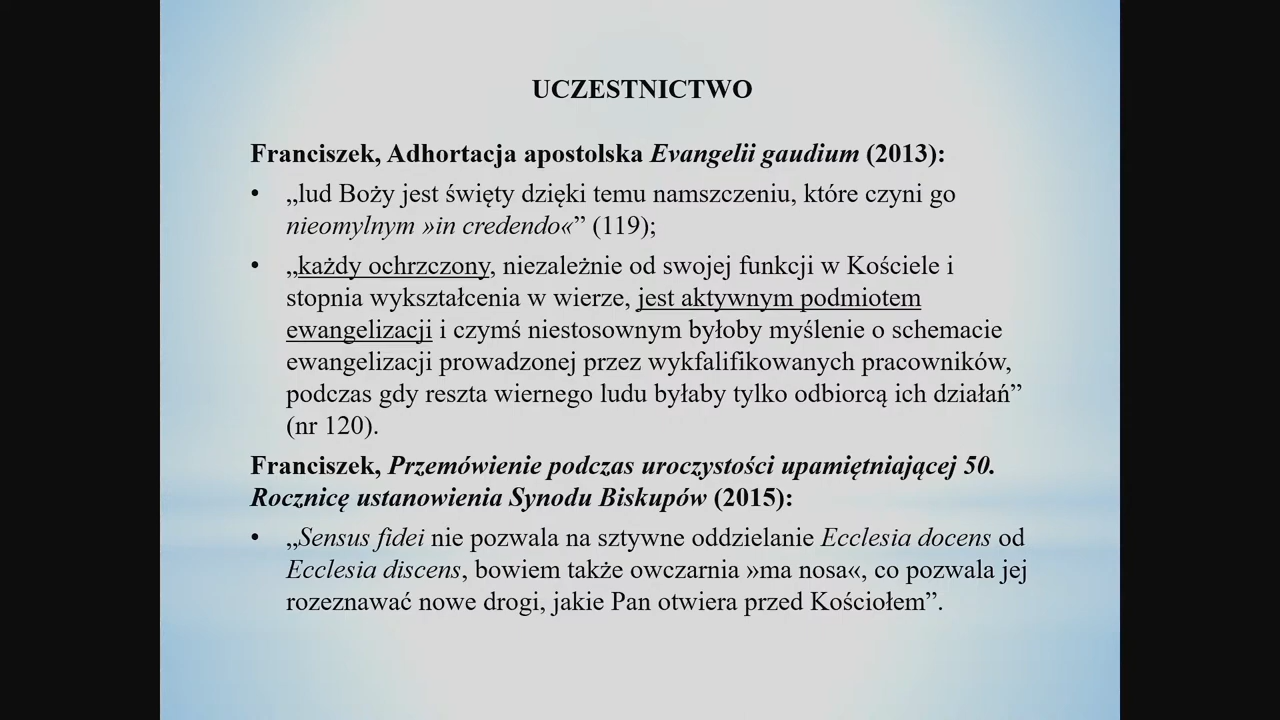 UCZESTNICTWO
Franciszek, Adhortacja apostolska Evangelii gaudium (2013):
• „lud Boży jest święty dzięki temu namszczeniu, które czyni go
nieomylnym »in credendo«” (119);
• „każdy ochrzczony, niezależnie od swojej funkcji w Kościele i
stopnia wykształcenia w wierze, jest aktywnym podmiotem
ewangelizacji i czymś niestosownym byłoby myślenie o schemacie
ewangelizacji prowadzonej przez wykfalifikowanych pracowników,
podczas gdy reszta wiernego ludu byłaby tylko odbiorcą ich działań”
(nr 120).
Franciszek, Przemówienie podczas uroczystości upamiętniającej 50.
Rocznicę ustanowienia Synodu Biskupów (2015):
• „Sensus fidei nie pozwala na sztywne oddzielanie Ecclesia docens od
Ecclesia discens, bowiem także owczarnia »ma nosa«, co pozwala jej
rozeznawać nowe drogi, jakie Pan otwiera przed Kościołem”.